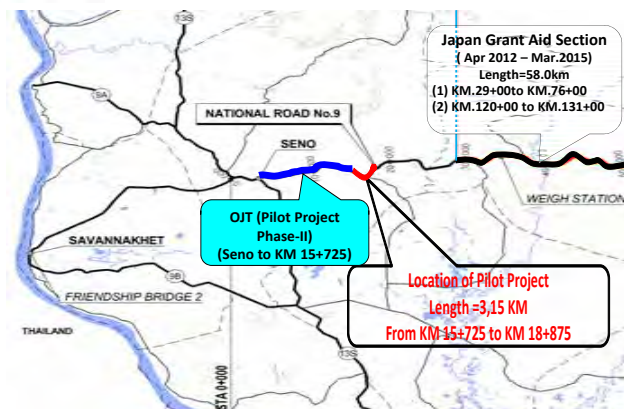 13S
Japan Grant Aid Section
( Apr 2012 – Mar.2015)
Length=58.0km
(1) KM.29+00to KM.76+00
(2) KM.120+00 to KM.131+00
9A
NATIONAL ROAD No.9
SENO
WEIGH STATION
OJT (Pilot Project
Phase-II)
(Seno to KM 15+725)
SAVANNAKHET
9B
Location of Pilot Project
Length =3,15 KM
From KM 15+725 to KM 18+875
FRIENDSHIP BRIDGE 2
THAILAND
13S
STA 0+000